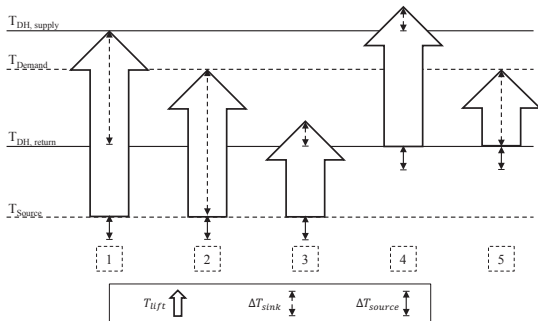 T_DH, supply
T_Demand
T_DH, return
T_Source
1 2 3 4 5
T_lift ΔT_sink ΔT_source